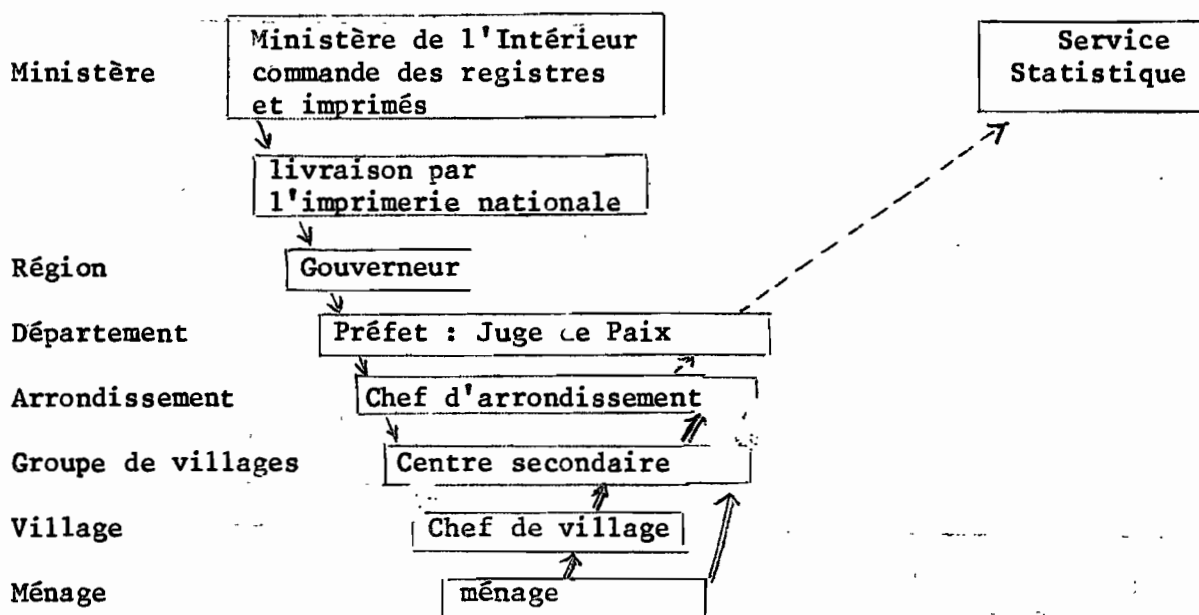 Ministère
Ministère de l'Intérieur
commande des registres
et imprimés
Service
Statistique
livraison par
l'imprimerie nationale
Région
Gouverneur
Département
Préfet : Juge de Paix
Arrondissement
Chef d'arrondissement
Groupe de villages
Centre secondaire
Village
Chef de village
Ménage
ménage